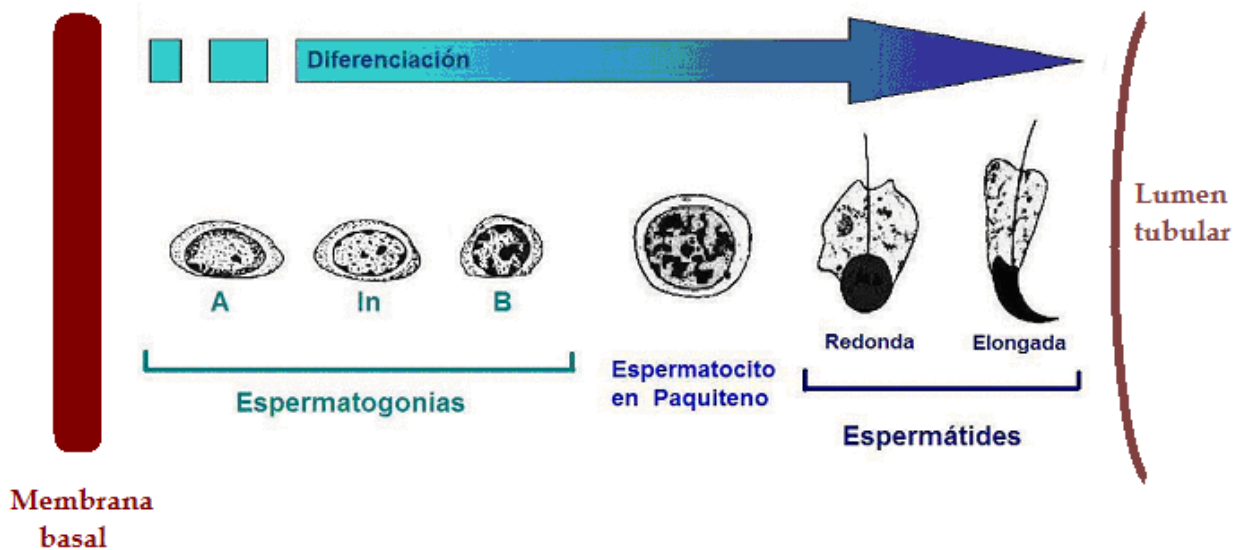 Diferenciación
Lumen
tubular
A
In
B
Redonda
Elongada
Espermatogonias
Espermatocito
en Paquiteno
Espermátides
Membrana
basal